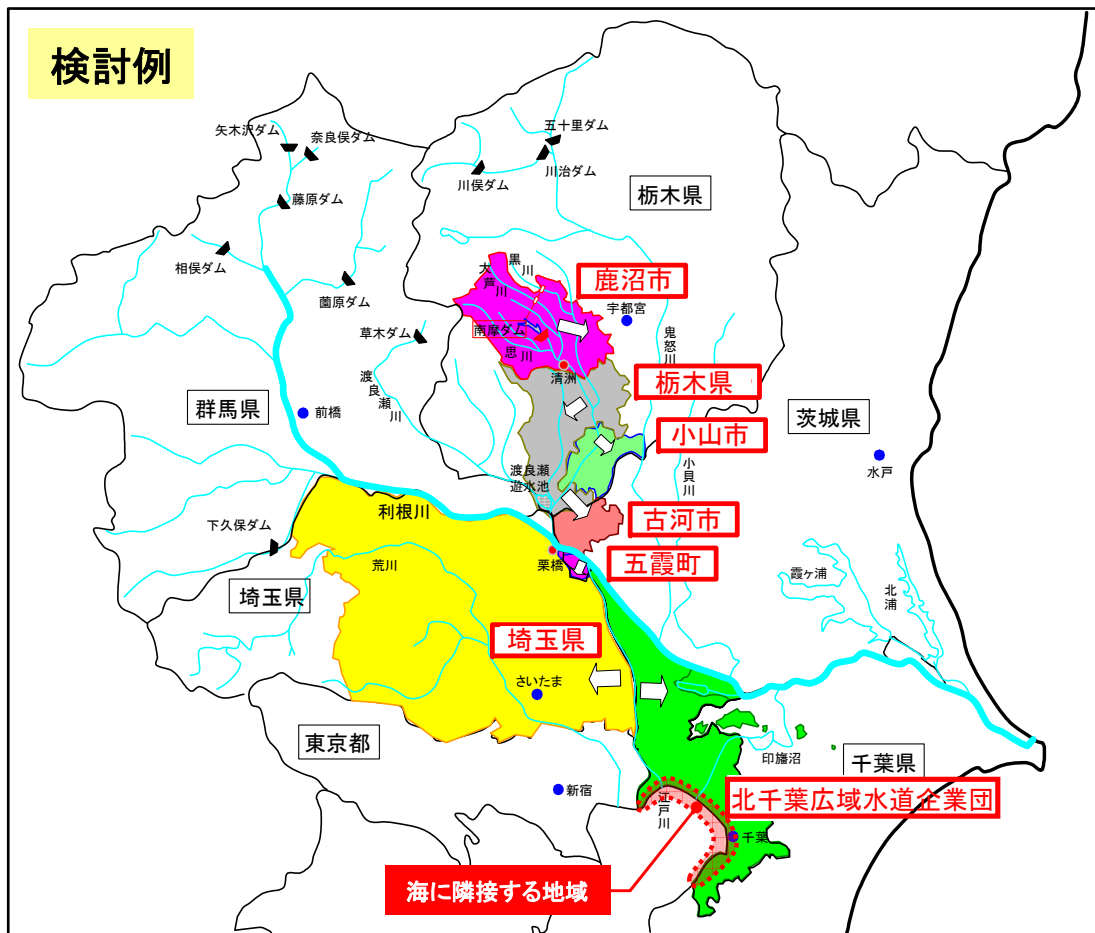 検討例
矢木沢ダム
奈良俣ダム
五十里ダム
川俣ダム
川治ダム
栃木県
藤原ダム
相俣ダム
薗原ダム
黒川
大芦川
鹿沼市
宇都宮
草木ダム
南摩ダム
思川
鬼怒川
渡良瀬川
清洲
栃木県
群馬県
前橋
茨城県
小山市
水戸
小貝川
渡良瀬
遊水池
利根川
古河市
下久保ダム
荒川
栗橋
五霞町
霞ヶ浦
北浦
埼玉県
埼玉県
さいたま
東京都
印旛沼
千葉県
新宿
江戸川
北千葉広域水道企業団
千葉
海に隣接する地域